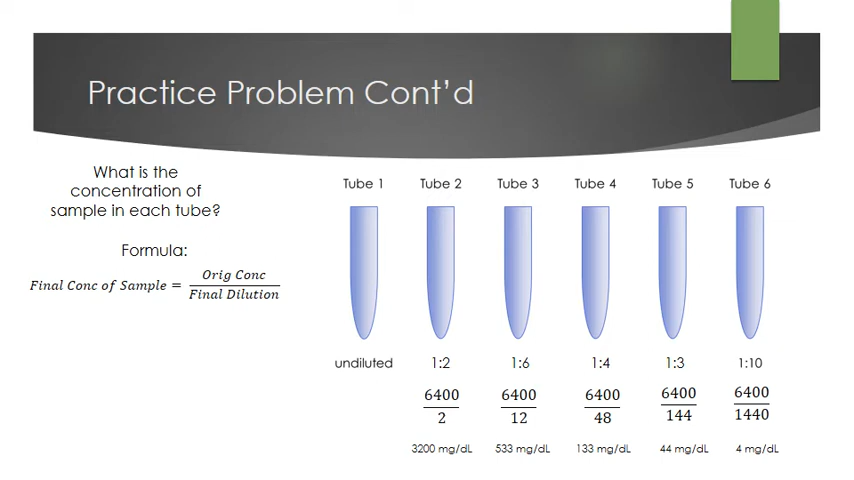 Practice Problem Cont'd
What is the
concentration of
sample in each tube?
Formula:
Final Conc of Sample = Orig Conc / Final Dilution
Tube 1 Tube 2 Tube 3 Tube 4 Tube 5 Tube 6
undiluted 1:2 1:6 1:4 1:3 1:10
6400 6400 6400 6400 6400
2 12 48 144 1440
3200 mg/dL 533 mg/dL 133 mg/dL 44 mg/dL 4 mg/dL